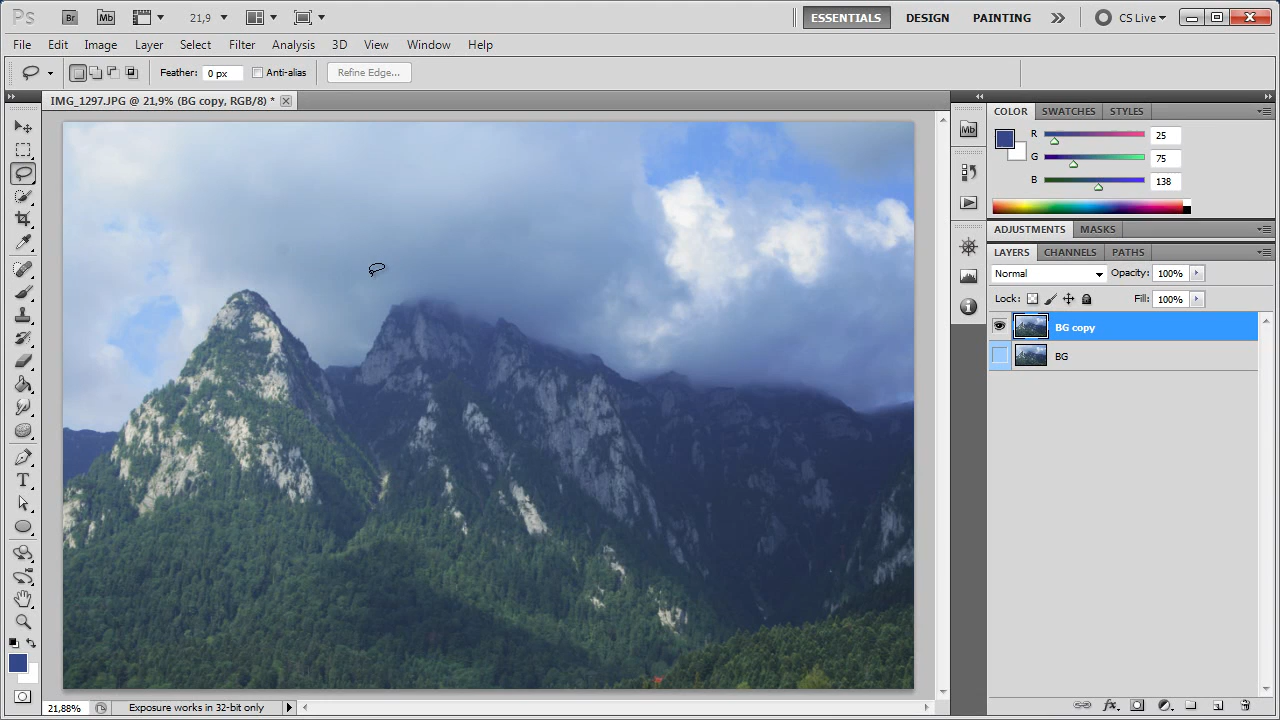 Ps Br Mb 21,9 ESSENTIALS DESIGN PAINTING CS Live
File Edit Image Layer Select Filter Analysis 3D View Window Help
Feather: 0 px Anti-alias Refine Edge...
IMG_1297.JPG @ 21,9% (BG copy, RGB/8) *
COLOR SWATCHES STYLES
Mb
R 25
G 75
B 138
ADJUSTMENTS MASKS
LAYERS CHANNELS PATHS
Normal Opacity: 100%
Lock: Fill: 100%
BG copy
BG
T
21,88% Exposure works in 32-bit only
fx